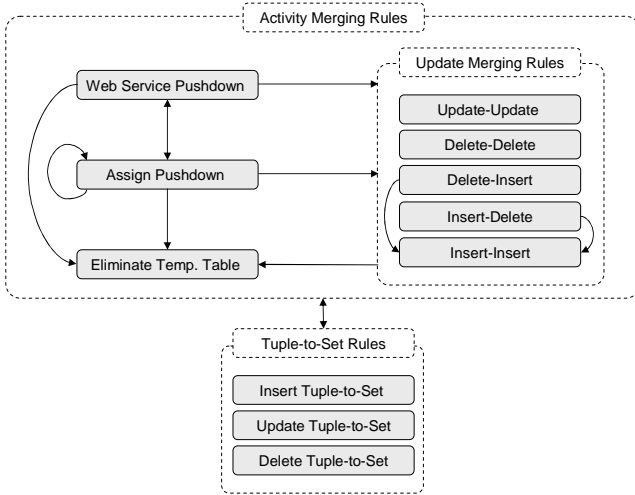 Activity Merging Rules
Web Service Pushdown
Assign Pushdown
Eliminate Temp. Table
Update Merging Rules
Update-Update
Delete-Delete
Delete-Insert
Insert-Delete
Insert-Insert
Tuple-to-Set Rules
Insert Tuple-to-Set
Update Tuple-to-Set
Delete Tuple-to-Set